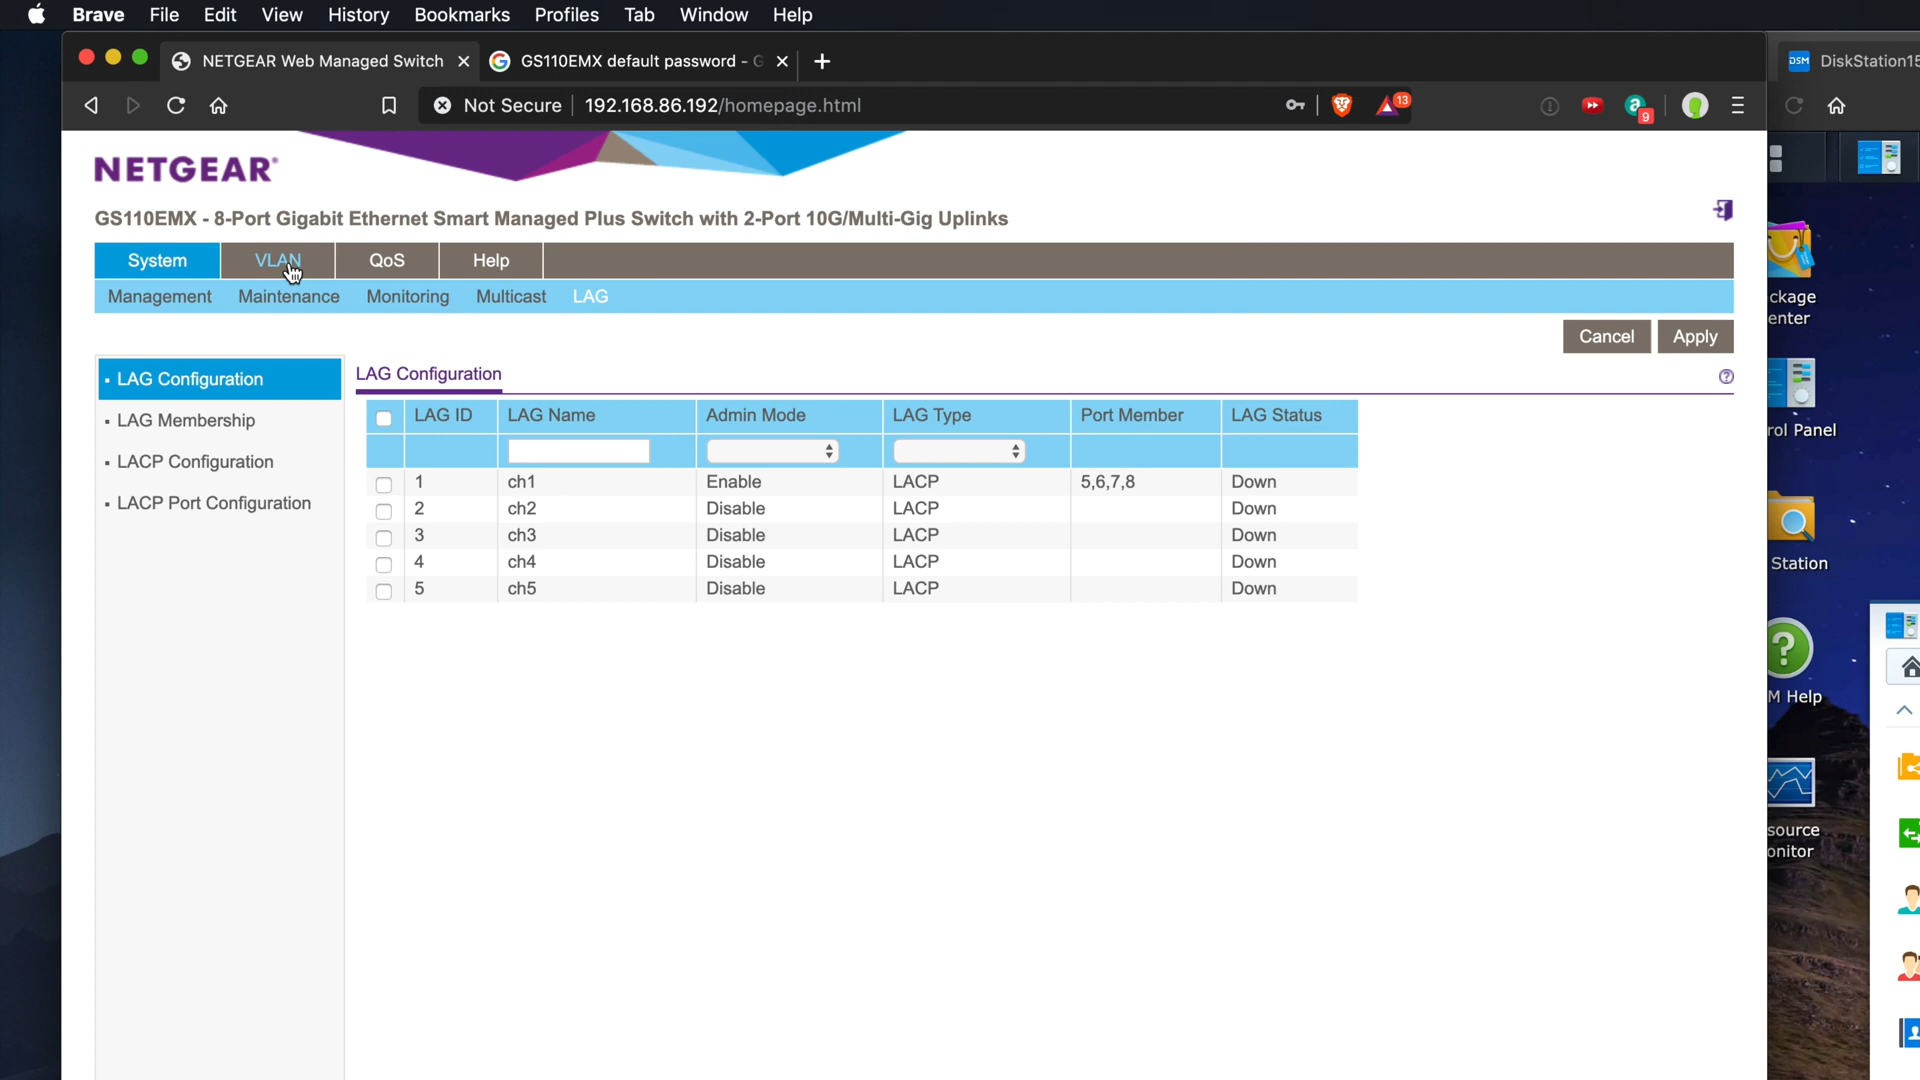 Brave File Edit View History Bookmarks Profiles Tab Window Help
NETGEAR Web Managed Switch
GS110EMX default password - G
DSM DiskStation15
Not Secure 192.168.86.192/homepage.html
13
9
NETGEAR
GS110EMX - 8-Port Gigabit Ethernet Smart Managed Plus Switch with 2-Port 10G/Multi-Gig Uplinks
System VLAN QoS Help
Management Maintenance Monitoring Multicast LAG
Cancel Apply
LAG Configuration
LAG Membership
LACP Configuration
LACP Port Configuration
LAG Configuration
LAG ID LAG Name Admin Mode LAG Type Port Member LAG Status
1 ch1 Enable LACP 5,6,7,8 Down
2 ch2 Disable LACP Down
3 ch3 Disable LACP Down
4 ch4 Disable LACP Down
5 ch5 Disable LACP Down
ckage
enter
rol Panel
Station
M Help
source
onitor